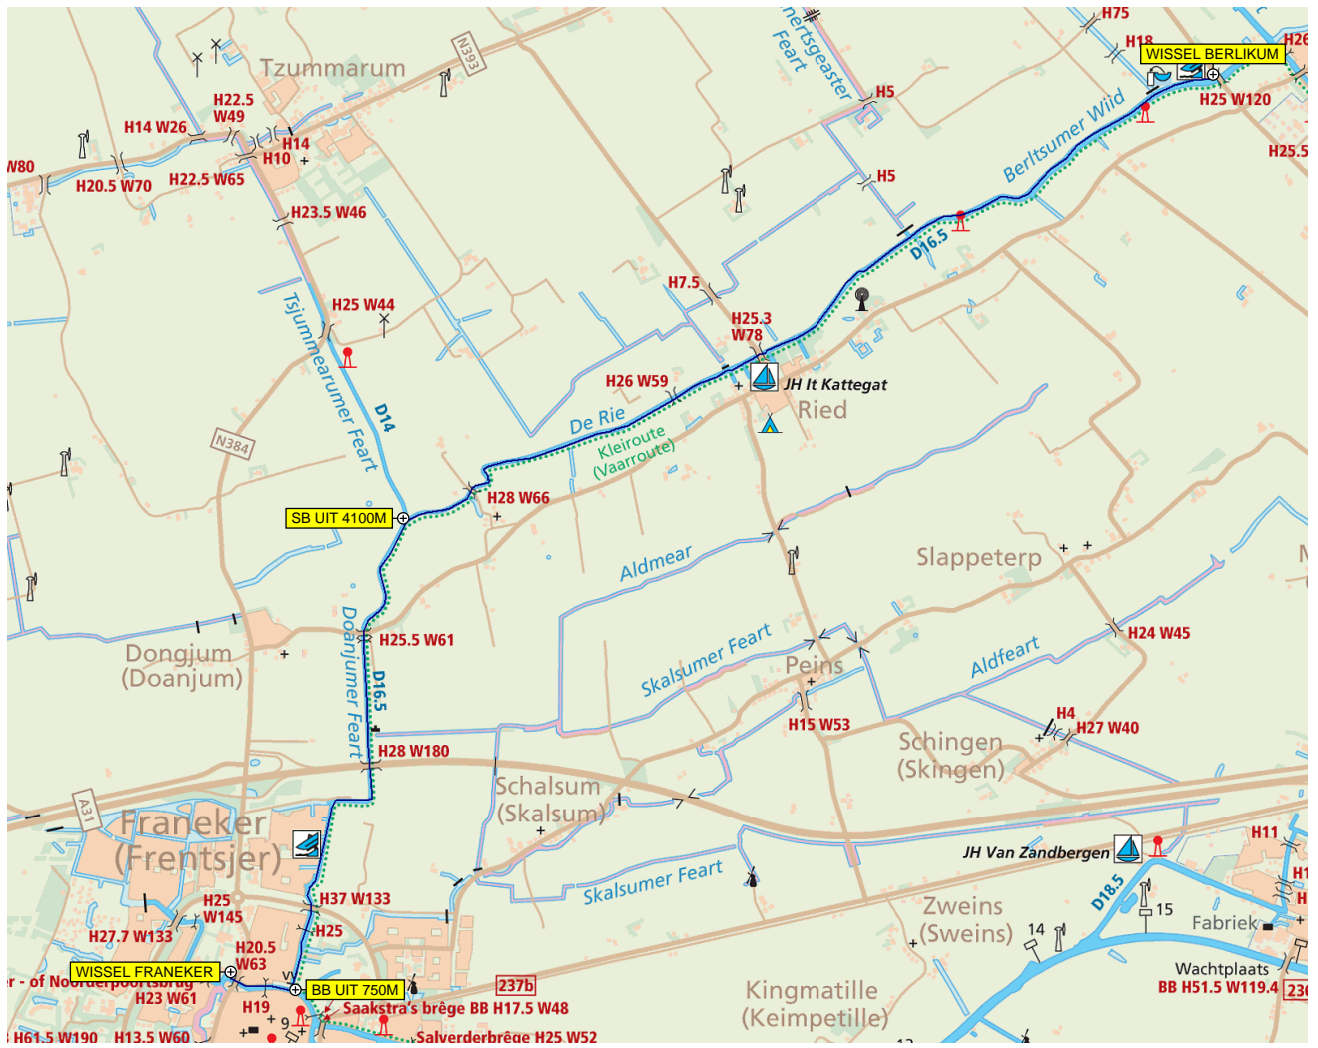 H75
H18
H26
WISSEL BERLIKUM
N393
Tzummarum
nertsgeaster
Feart
H5
H25 W120
H22.5
W49
H14 W26
H14
H10
Berltsumer Wiid
H25.5
W80
H20.5 W70
H22.5 W65
H5
H23.5 W46
D16.5
H7.5
Tsjummearumer Feart
H25 W44
H25.3
W78
H26 W59
JH It Kattegat
Ried
D14
De Rie
Kleiroute
(Vaarroute)
N384
H28 W66
SB UIT 4100M
Aldmear
Slappeterp
Doanjumer Feart
H25.5 W61
H24 W45
Dongjum
(Doanjum)
D16.5
Skalsumer Feart
Peins
Aldfeart
H15 W53
H4
H27 W40
Schingen
(Skingen)
H28 W180
Schalsum
(Skalsum)
A31
Franeker
(Frentsjer)
H11
JH Van Zandbergen
Skalsumer Feart
D18.5
H37 W133
H25
W145
H25
H27.7 W133
Zweins
(Sweins)
15
14
Fabriek
H20.5
W63
WISSEL FRANEKER
r - of Noorderpoortsbrug
H23 W61
H19
BB UIT 750M
237b
Wachtplaats
BB H51.5 W119.4
Kingmatille
(Keimpetille)
Saakstra's brêge BB H17.5 W48
9
H61.5 W190
H13.5 W60
Salverderbrêge H25 W52